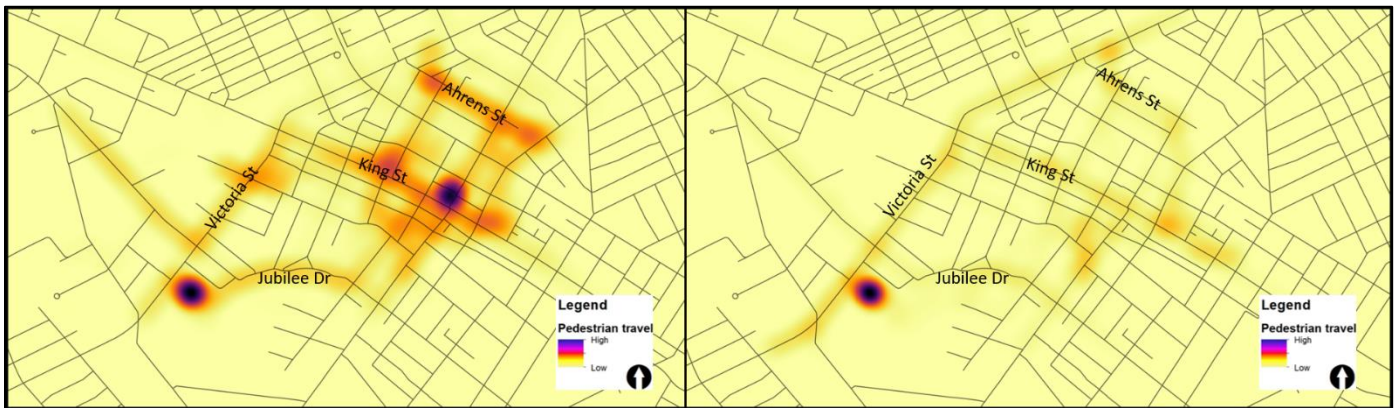 Ahrens St
King St
Victoria St
Jubilee Dr
Legend
Pedestrian travel
High
Low
Ahrens St
King St
Victoria St
Jubilee Dr
Legend
Pedestrian travel
High
Low